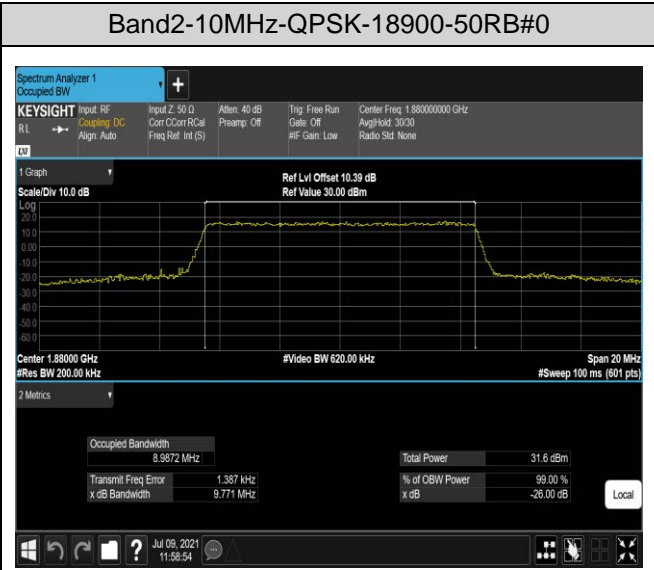 Band2-10MHz-QPSK-18900-50RB#0
Spectrum Analyzer 1
Occupied BW
+
KEYSIGHT Input: RF Input Z: 50 Ω Atten: 40 dB Trig: Free Run Center Freq: 1.880000000 GHz
RL Coupling: DC Corr CCorr RCal Preamp: Off Gate: Off Avg|Hold: 30/30
Align: Auto Freq Ref: Int (S) #IF Gain: Low Radio Std: None
LXI
1 Graph Ref Lvl Offset 10.39 dB
Scale/Div 10.0 dB Ref Value 30.00 dBm
Log
20.0
10.0
0.00
-10.0
-20.0
-30.0
-40.0
-50.0
-60.0
Center 1.88000 GHz #Video BW 620.00 kHz Span 20 MHz
#Res BW 200.00 kHz #Sweep 100 ms (601 pts)
2 Metrics
Occupied Bandwidth
8.9872 MHz Total Power 31.6 dBm
Transmit Freq Error 1.387 kHz % of OBW Power 99.00 %
x dB Bandwidth 9.771 MHz x dB -26.00 dB
Local
? Jul 09, 2021
11:58:54